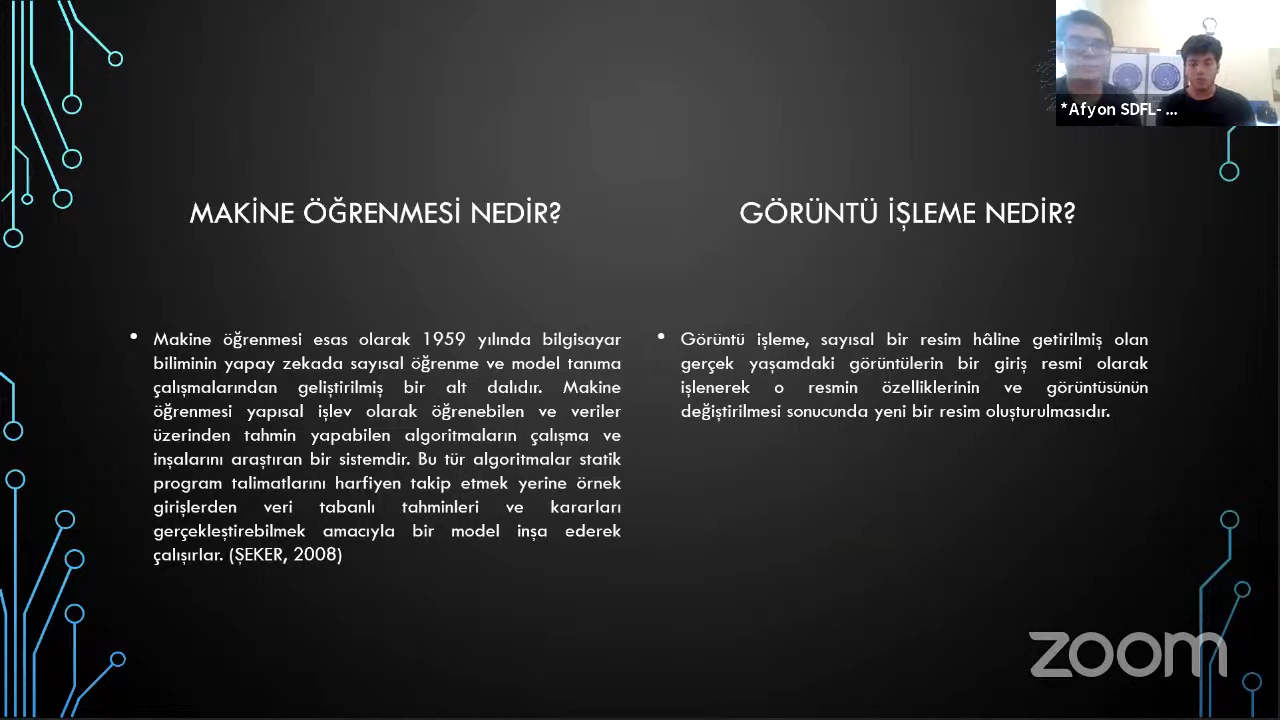 *Afyon SDFL- ...
MAKİNE ÖĞRENMESİ NEDİR?
Makine öğrenmesi esas olarak 1959 yılında bilgisayar
biliminin yapay zekada sayısal öğrenme ve model tanıma
çalışmalarından geliştirilmiş bir alt dalıdır. Makine
öğrenmesi yapısal işlev olarak öğrenebilen ve veriler
üzerinden tahmin yapabilen algoritmaların çalışma ve
inşalarını araştıran bir sistemdir. Bu tür algoritmalar statik
program talimatlarını harfiyen takip etmek yerine örnek
girişlerden veri tabanlı tahminleri ve kararları
gerçekleştirebilmek amacıyla bir model inşa ederek
çalışırlar. (ŞEKER, 2008)
GÖRÜNTÜ İŞLEME NEDİR?
Görüntü işleme, sayısal bir resim hâline getirilmiş olan
gerçek yaşamdaki görüntülerin bir giriş resmi olarak
işlenerek o resmin özelliklerinin ve görüntüsünün
değiştirilmesi sonucunda yeni bir resim oluşturulmasıdır.
zoom